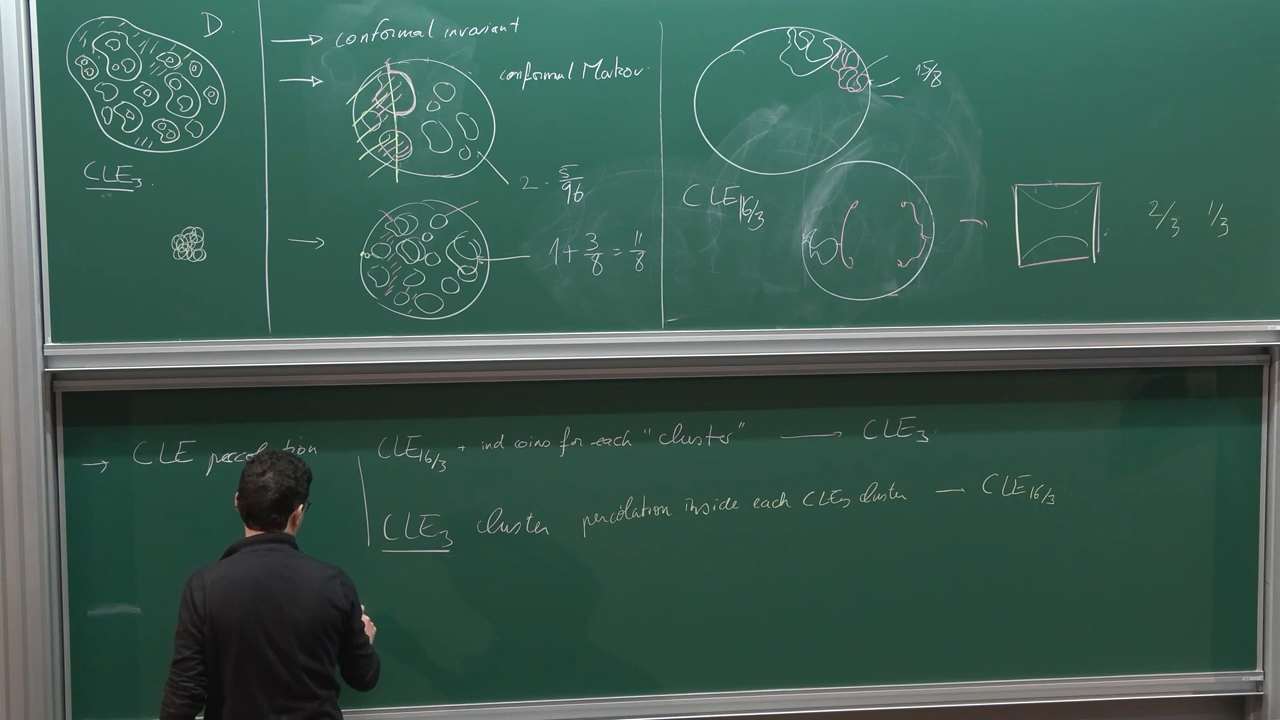 D.
CLE₃.
→ conformal invariant
→ conformal Markov.
2 - 5/96
→ 1 + 3/8 = 11/8
15/8
CLE₁₆/₃
→ 2/3 1/3
→ CLE percolation
CLE₁₆/₃ + ind coins for each "cluster" → CLE₃.
CLE₃ cluster percolation inside each CLE₃ cluster — CLE₁₆/₃.